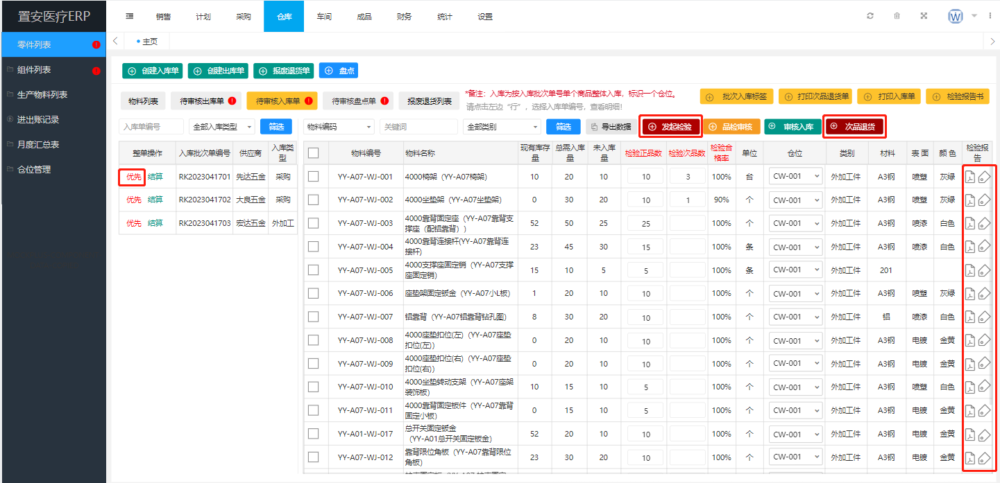 置安医疗ERP 销售 计划 采购 仓库 车间 成品 财务 统计 设置
零件列表
主页
组件列表
生产物料列表
进出账记录
月度汇总表
仓位管理
创建入库单 创建出库单 报废退货单 盘点
物料列表 待审核出库单 待审核入库单 待审核盘点单 报废退货列表
*备注：入库为按入库批次单号单个商品整体入库，标识一个仓位。
请点击左边“行”，选择入库单编号，查看明细!
批次入库标签 打印次品退货单 打印入库单 检验报告书
入库单编号 全部入库类型 筛选 物料编码 关键词 全部类别 筛选 导出数据 发起检验 品检审核 审核入库 次品退货
整单操作 入库批次单编号 供应商 入库类型
优先 结算 RK2023041701 先达五金 采购
优先 结算 RK2023041702 大良五金 采购
优先 结算 RK2023041703 宏达五金 外加工
物料编号 物料名称 现有库存量 总需入库量 未入库量 检验正品数 检验次品数 检验合格率 单位 仓位 类别 材料 表面 颜色 检验报告
YY-A07-WJ-001 4000椅架（YY-A07椅架) 10 20 10 10 3 100% 台 CW-001 外加工件 A3钢 喷塑 灰绿
YY-A07-WJ-002 4000坐垫架（YY-A07坐垫架) 0 30 20 10 1 90% 个 CW-001 外加工件 A3钢 喷塑 灰绿
YY-A07-WJ-003 4000靠背固定座（YY-A07靠背支撑座（配铝靠背）) 52 50 25 25 100% 个 CW-001 外加工件 A3钢 喷漆 白色
YY-A07-WJ-004 4000靠背连接杆(YY-A07靠背连接杆) 23 45 30 15 100% 条 CW-001 外加工件 A3钢 喷漆 白色
YY-A07-WJ-005 4000支撑座固定销（YY-A07支撑座固定销) 15 10 5 5 100% 条 CW-001 外加工件 201
YY-A07-WJ-006 座垫架固定钣金（YY-A07小L板) 1 20 10 10 100% 个 CW-001 外加工件 A3钢 喷塑 灰绿
YY-A07-WJ-007 铝靠背（YY-A07铝靠背钻孔图) 8 30 20 10 100% 个 CW-001 外加工件 铝 喷漆 白色
YY-A07-WJ-008 4000座垫扣位(左)（YY-A07座垫扣位(左)) 0 20 10 10 100% 个 CW-001 外加工件 A3钢 电镀 金黄
YY-A07-WJ-009 4000座垫扣位(右)（YY-A07座垫扣位(右)) 0 20 10 10 100% 个 CW-001 外加工件 A3钢 电镀 金黄
YY-A07-WJ-010 4000坐垫转动支架（YY-A07座架装饰板) 10 15 10 5 100% 个 CW-001 外加工件 A3钢 喷塑 白色
YY-A07-WJ-011 4000靠背固定板件（YY-A07靠背固定小板) 0 15 10 5 100% 个 CW-001 外加工件 A3钢 电镀 金黄
YY-A01-WJ-017 总开关固定钣金（YY-A01总开关固定板金) 52 20 10 10 100% 个 CW-001 外加工件 A3钢 电镀 金黄
YY-A07-WJ-012 靠背限位角板（YY-A07靠背限位角板) 23 30 20 10 100% 个 CW-001 外加工件 A3钢 电镀 金黄